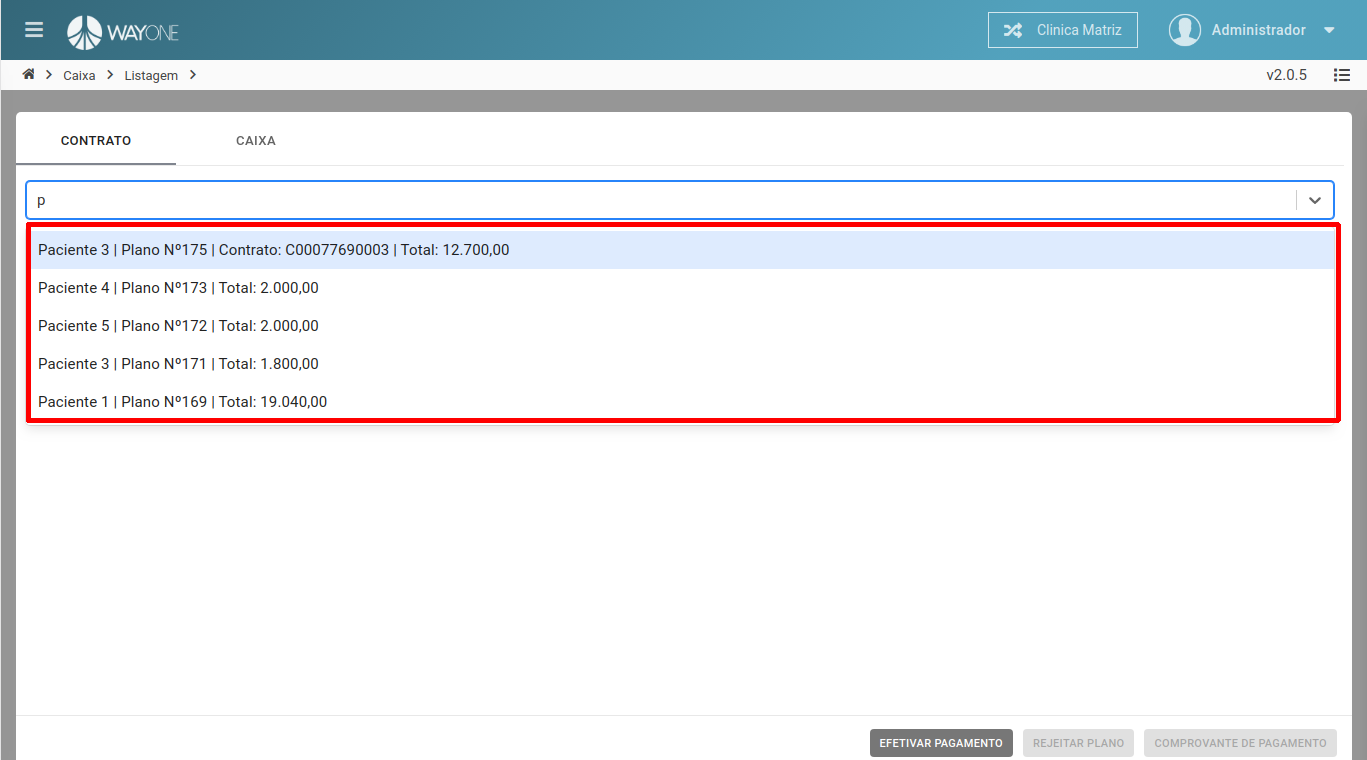 WAYONE
Clinica Matriz
Administrador
Caixa
Listagem
v2.0.5
CONTRATO
CAIXA
p
Paciente 3 | Plano Nº175 | Contrato: C00077690003 | Total: 12.700,00
Paciente 4 | Plano Nº173 | Total: 2.000,00
Paciente 5 | Plano Nº172 | Total: 2.000,00
Paciente 3 | Plano Nº171 | Total: 1.800,00
Paciente 1 | Plano Nº169 | Total: 19.040,00
EFETIVAR PAGAMENTO
REJEITAR PLANO
COMPROVANTE DE PAGAMENTO